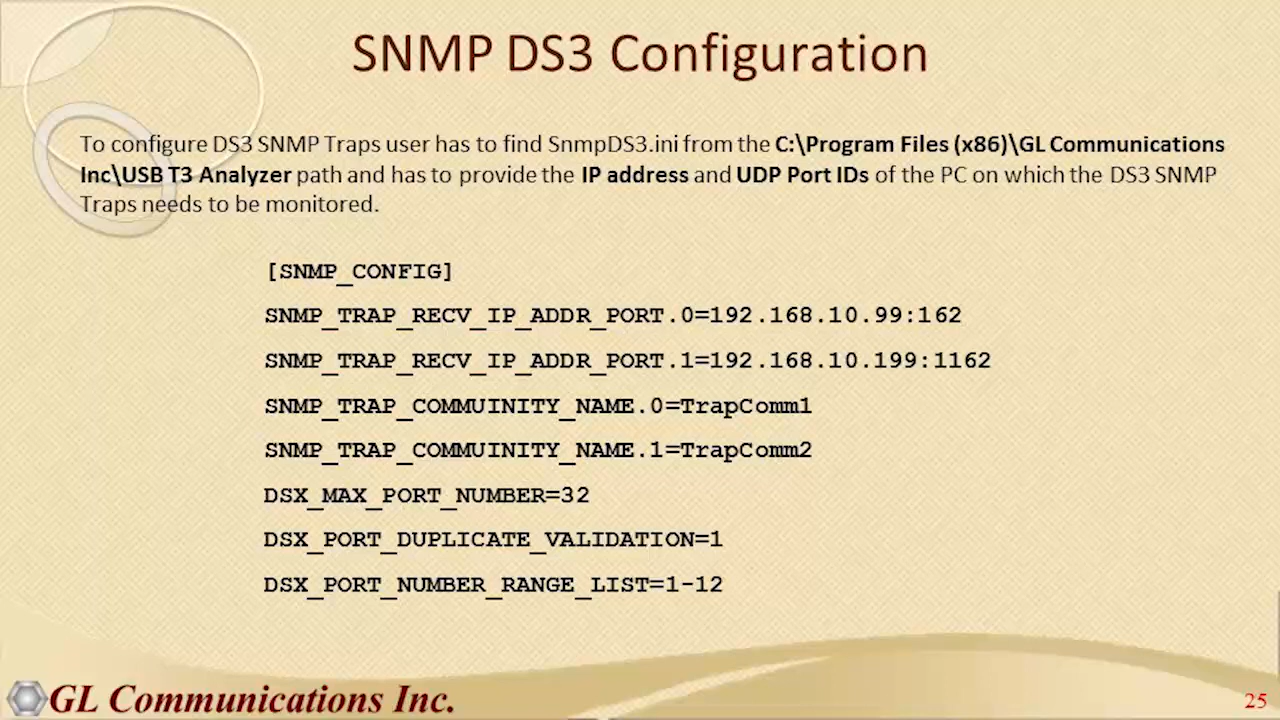 SNMP DS3 Configuration
To configure DS3 SNMP Traps user has to find SnmpDS3.ini from the C:\Program Files (x86)\GL Communications
Inc\USB T3 Analyzer path and has to provide the IP address and UDP Port IDs of the PC on which the DS3 SNMP
Traps needs to be monitored.
[SNMP_CONFIG]
SNMP_TRAP_RECV_IP_ADDR_PORT.0=192.168.10.99:162
SNMP_TRAP_RECV_IP_ADDR_PORT.1=192.168.10.199:1162
SNMP_TRAP_COMMUINITY_NAME.0=TrapComm1
SNMP_TRAP_COMMUINITY_NAME.1=TrapComm2
DSX_MAX_PORT_NUMBER=32
DSX_PORT_DUPLICATE_VALIDATION=1
DSX_PORT_NUMBER_RANGE_LIST=1-12
GL Communications Inc.
25